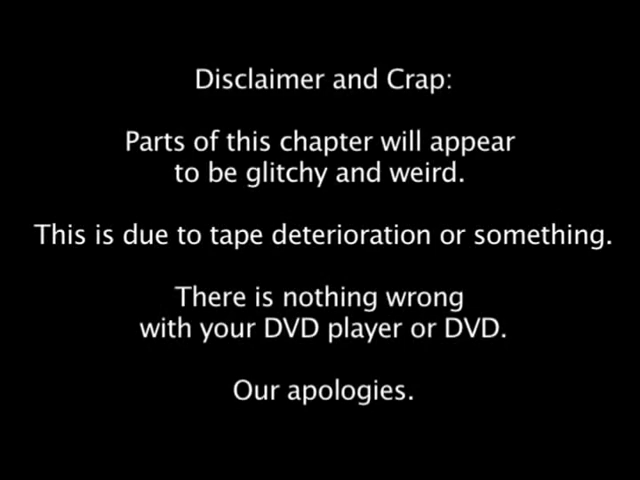 Disclaimer and Crap:
Parts of this chapter will appear
to be glitchy and weird.
This is due to tape deterioration or something.
There is nothing wrong
with your DVD player or DVD.
Our apologies.